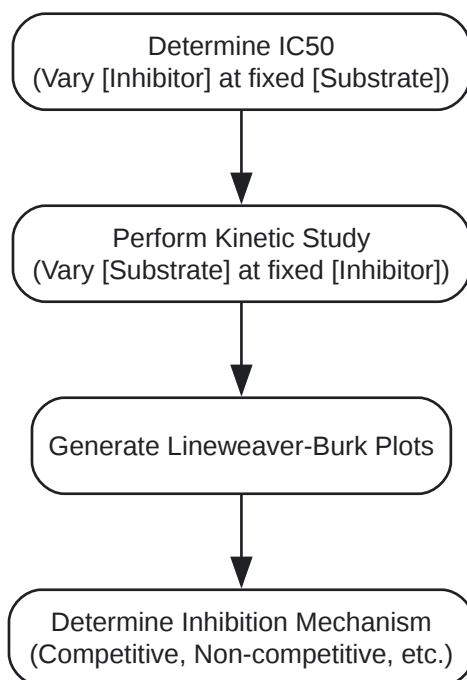 Determine IC50
(Vary [Inhibitor] at fixed [Substrate])
Perform Kinetic Study
(Vary [Substrate] at fixed [Inhibitor])
Generate Lineweaver-Burk Plots
Determine Inhibition Mechanism
(Competitive, Non-competitive, etc.)